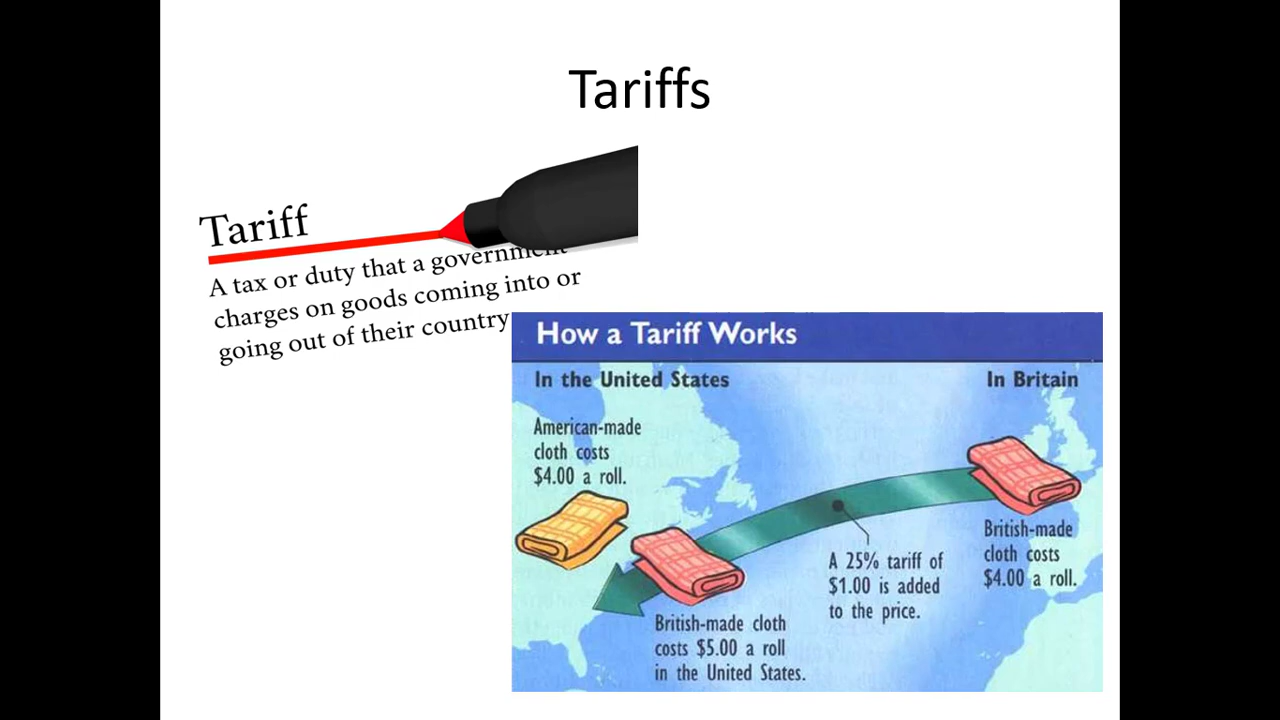 Tariffs
Tariff
A tax or duty that a government
charges on goods coming into or
going out of their country
How a Tariff Works
In the United States
In Britain
American-made
cloth costs
$4.00 a roll.
British-made
cloth costs
$4.00 a roll.
A 25% tariff of
$1.00 is added
to the price.
British-made cloth
costs $5.00 a roll
in the United States.